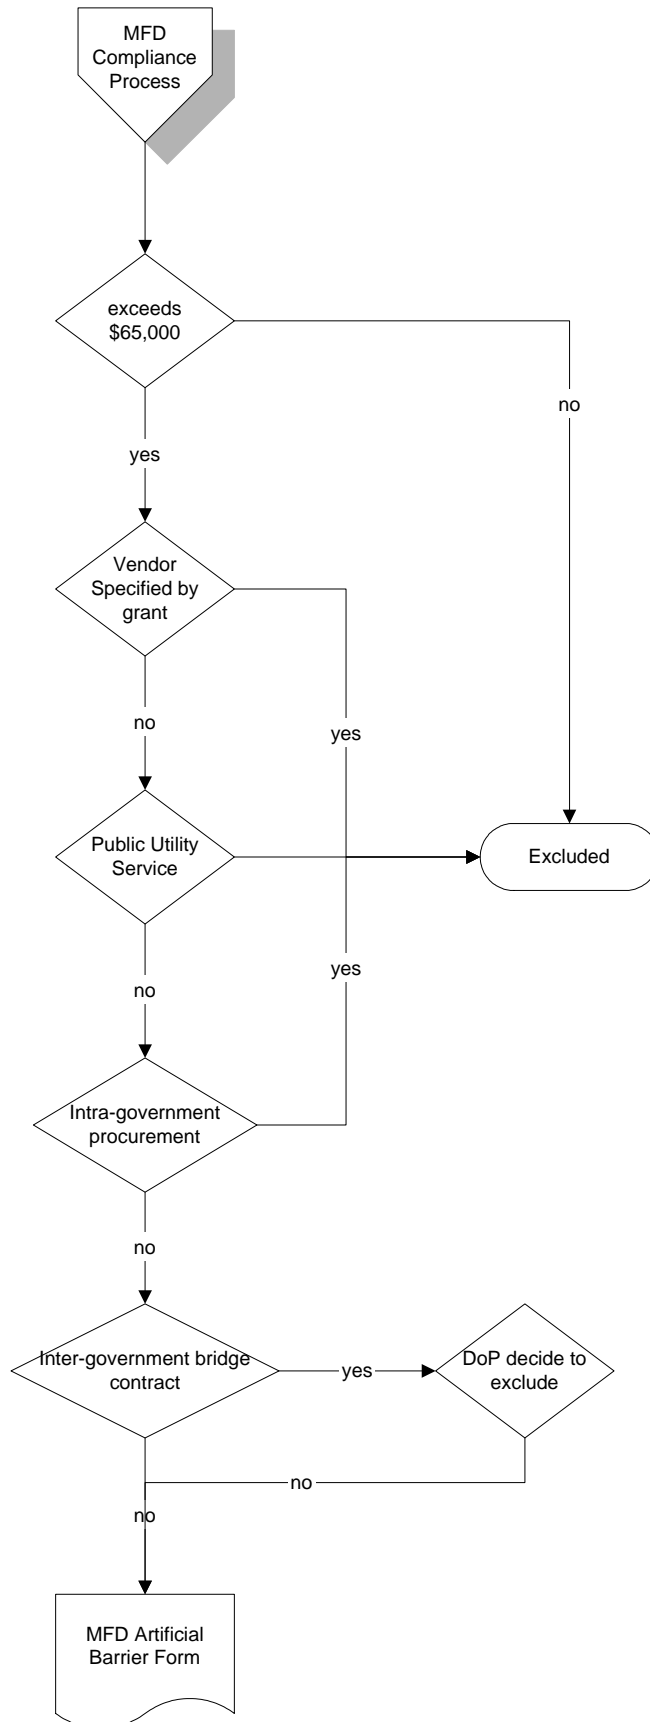 MFD
Compliance
Process
exceeds
$65,000
no
yes
Vendor
Specified by
grant
no
yes
Public Utility
Service
Excluded
yes
no
Intra-government
procurement
no
Inter-government bridge
contract
yes
DoP decide to
exclude
no
no
MFD Artificial
Barrier Form